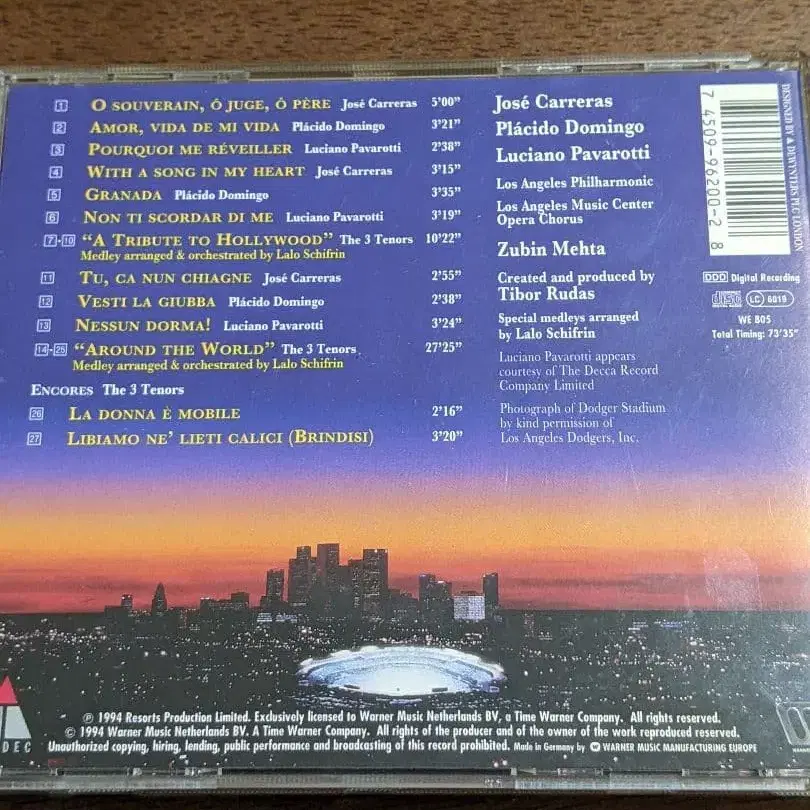 1 O SOUVERAIN, Ô JUGE, Ô PÈRE José Carreras 5'00"
2 AMOR, VIDA DE MI VIDA Plácido Domingo 3'21"
3 POURQUOI ME RÉVEILLER Luciano Pavarotti 2'38"
4 WITH A SONG IN MY HEART José Carreras 3'15"
5 GRANADA Plácido Domingo 3'35"
6 NON TI SCORDAR DI ME Luciano Pavarotti 3'19"
7-10 "A TRIBUTE TO HOLLYWOOD" The 3 Tenors 10'22"
Medley arranged & orchestrated by Lalo Schifrin
11 TU, CA NUN CHIAGNE José Carreras 2'55"
12 VESTI LA GIUBBA Plácido Domingo 2'38"
13 NESSUN DORMA! Luciano Pavarotti 3'24"
14-25 "AROUND THE WORLD" The 3 Tenors 27'25"
Medley arranged & orchestrated by Lalo Schifrin
ENCORES The 3 Tenors
26 LA DONNA È MOBILE 2'16"
27 LIBIAMO NE' LIETI CALICI (BRINDISI) 3'20"
José Carreras
Plácido Domingo
Luciano Pavarotti
Los Angeles Philharmonic
Los Angeles Music Center
Opera Chorus
Zubin Mehta
Created and produced by
Tibor Rudas
Special medleys arranged
by Lalo Schifrin
Luciano Pavarotti appears
courtesy of The Decca Record
Company Limited
Photograph of Dodger Stadium
by kind permission of
Los Angeles Dodgers, Inc.
7 45099-96200-2 8
DESIGNED BY DEWYNTERS PLC LONDON
DDD Digital Recording
LC 6019
WE 805
Total Timing: 73'35"
DEC
℗ 1994 Resorts Production Limited. Exclusively licensed to Warner Music Netherlands BV, a Time Warner Company. All rights reserved.
© 1994 Warner Music Netherlands BV. A Time Warner Company. All rights of the producer and of the owner of the work reproduced reserved.
Unauthorized copying, hiring, lending, public performance and broadcasting of this record prohibited. Made in Germany by WARNER MUSIC MANUFACTURING EUROPE